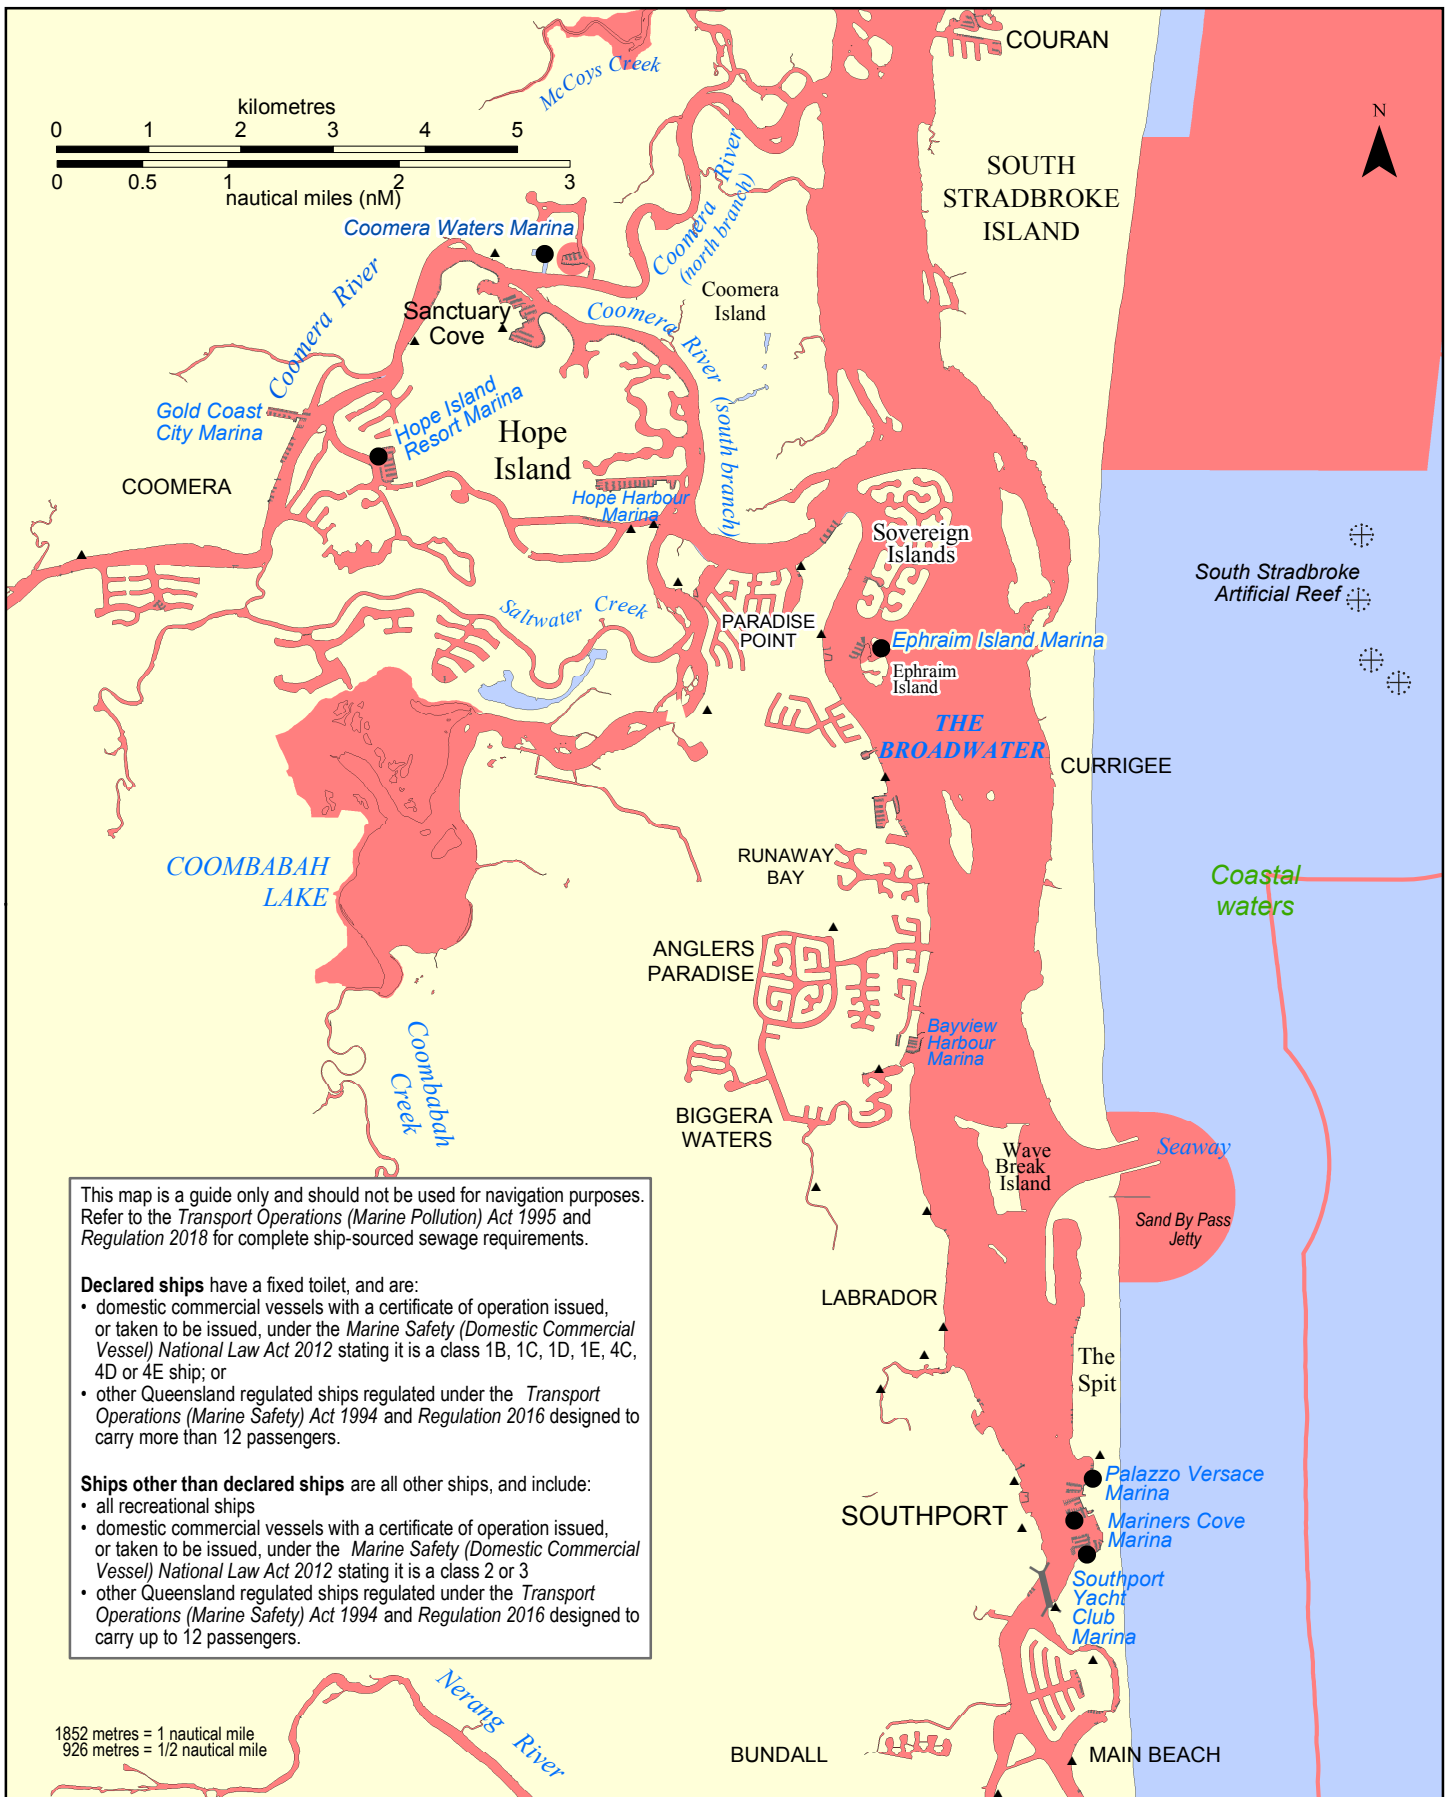 COURAN
McCoys Creek
N
kilometres
0 1 2 3 4 5
0 0.5 1 2 3
nautical miles (nM)
SOUTH
STRADBROKE
ISLAND
Coomera River
(north branch)
Coomera Waters Marina
Coomera River
Coomera
Island
Sanctuary
Cove
Coomera River (south branch)
Gold Coast
City Marina
Hope Island
Resort Marina
Hope
Island
COOMERA
Hope Harbour
Marina
Sovereign
Islands
South Stradbroke
Artificial Reef
Saltwater Creek
PARADISE
POINT
Ephraim Island Marina
Ephraim
Island
THE
BROADWATER
CURRIGEE
COOMBABAH
LAKE
RUNAWAY
BAY
Coastal
waters
ANGLERS
PARADISE
Bayview
Harbour
Marina
Coombabah
Creek
BIGGERA
WATERS
Wave
Break
Island
Seaway
Sand By Pass
Jetty
This map is a guide only and should not be used for navigation purposes.
Refer to the Transport Operations (Marine Pollution) Act 1995 and
Regulation 2018 for complete ship-sourced sewage requirements.
Declared ships have a fixed toilet, and are:
• domestic commercial vessels with a certificate of operation issued,
or taken to be issued, under the Marine Safety (Domestic Commercial
Vessel) National Law Act 2012 stating it is a class 1B, 1C, 1D, 1E, 4C,
4D or 4E ship; or
• other Queensland regulated ships regulated under the Transport
Operations (Marine Safety) Act 1994 and Regulation 2016 designed to
carry more than 12 passengers.
Ships other than declared ships are all other ships, and include:
• all recreational ships
• domestic commercial vessels with a certificate of operation issued,
or taken to be issued, under the Marine Safety (Domestic Commercial
Vessel) National Law Act 2012 stating it is a class 2 or 3
• other Queensland regulated ships regulated under the Transport
Operations (Marine Safety) Act 1994 and Regulation 2016 designed to
carry up to 12 passengers.
LABRADOR
The
Spit
Palazzo Versace
Marina
SOUTHPORT
Mariners Cove
Marina
Southport
Yacht
Club
Marina
Nerang River
1852 metres = 1 nautical mile
926 metres = 1/2 nautical mile
BUNDALL
MAIN BEACH